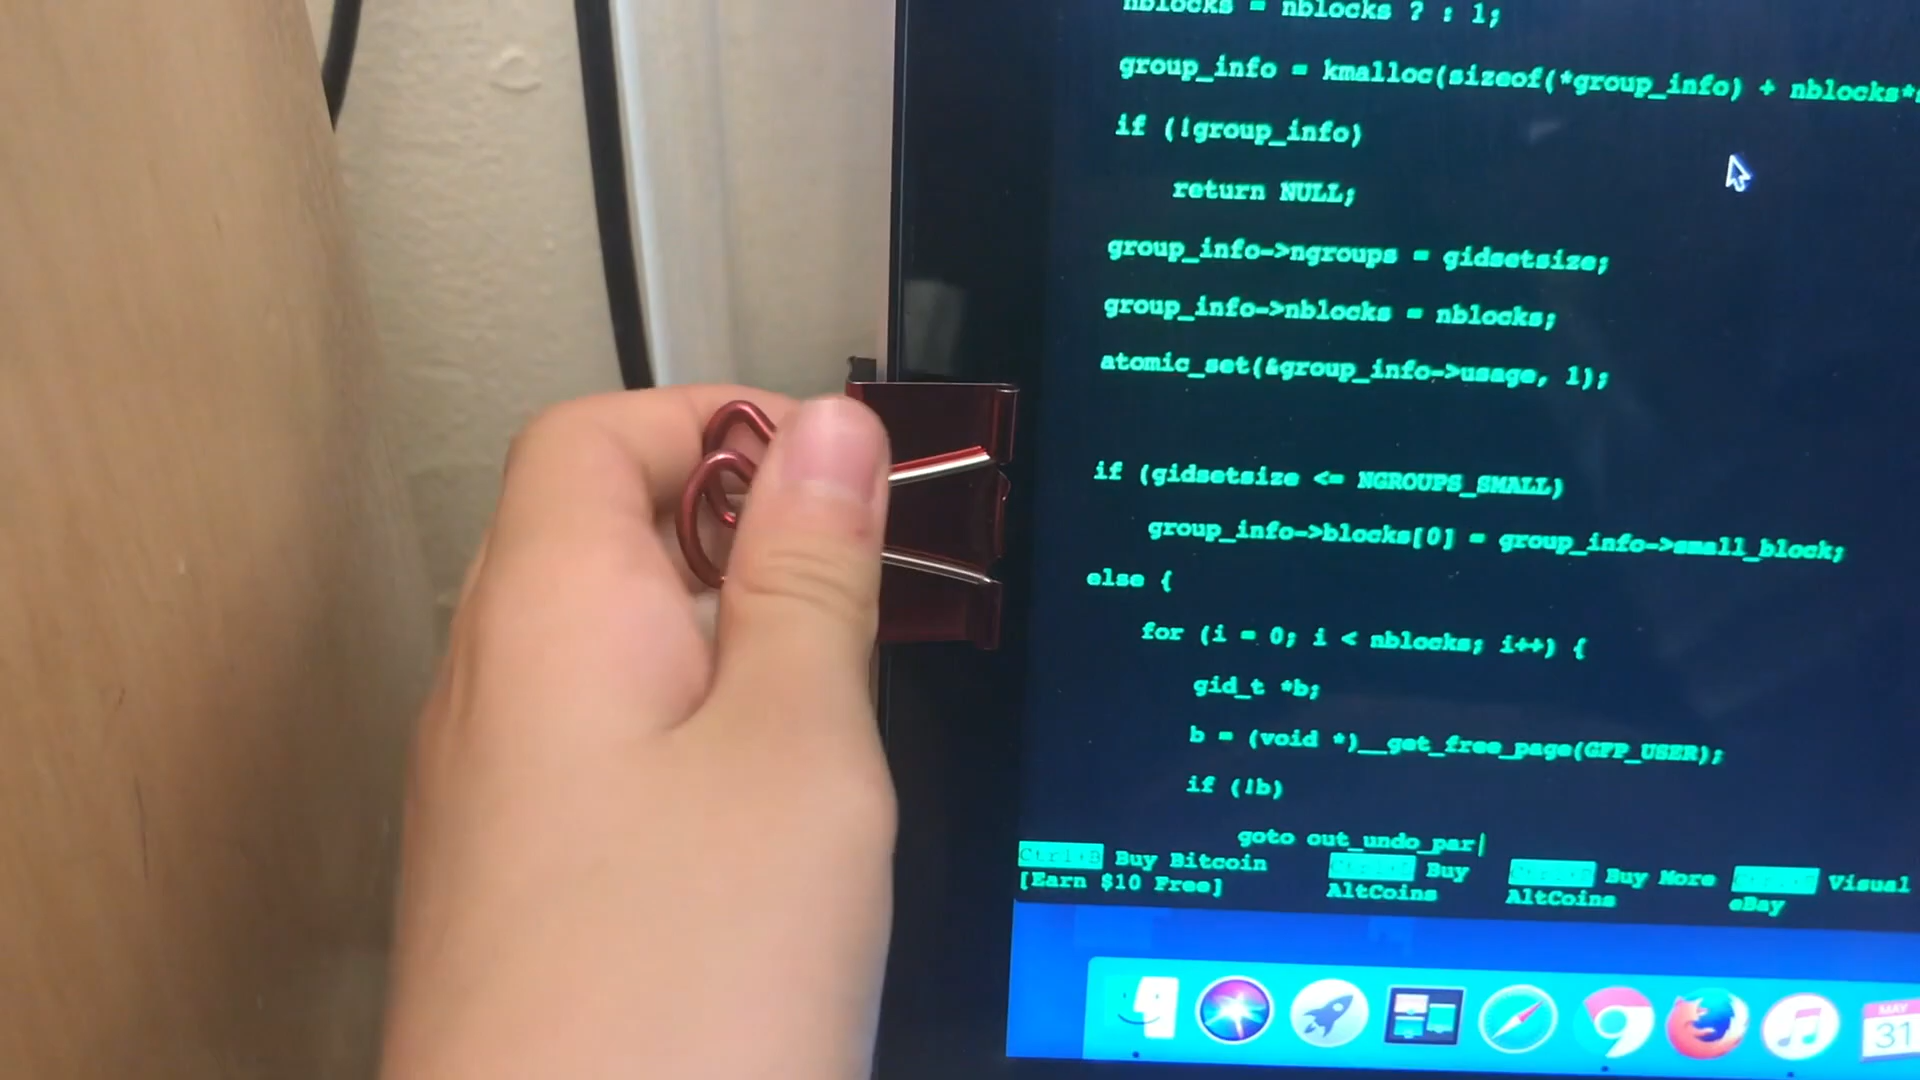 nblocks = nblocks ? : 1;
group_info = kmalloc(sizeof(*group_info) + nblocks*
if (!group_info)
return NULL;
group_info->ngroups = gidsetsize;
group_info->nblocks = nblocks;
atomic_set(&group_info->usage, 1);
if (gidsetsize <= NGROUPS_SMALL)
group_info->blocks[0] = group_info->small_block;
else {
for (i = 0; i < nblocks; i++) {
gid_t *b;
b = (void *)__get_free_page(GFP_USER);
if (!b)
goto out_undo_par
Ctrl+B Buy Bitcoin Buy Buy More Visual
[Earn $10 Free] AltCoins AltCoins eBay
MAY
31